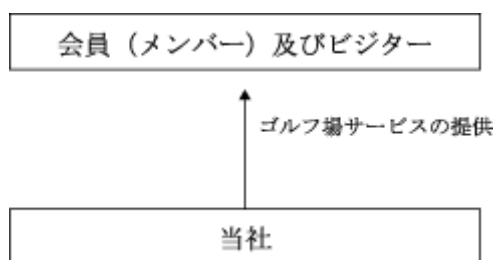 会員（メンバー）及びビジター
ゴルフ場サービスの提供
当社